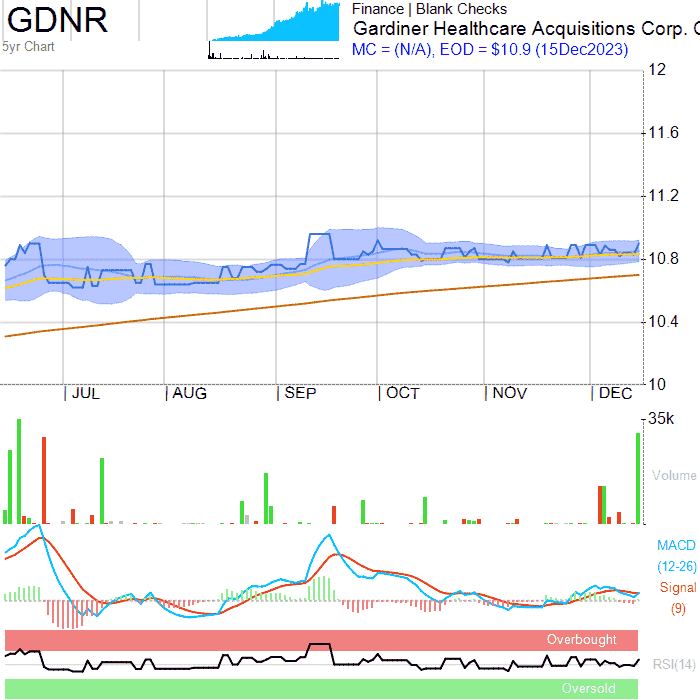 GDNR
5yr Chart
Finance | Blank Checks
Gardiner Healthcare Acquisitions Corp. C
MC = (N/A), EOD = $10.9 (15Dec2023)
12
11.6
11.2
10.8
10.4
10
JUL AUG SEP OCT NOV DEC
35k
Volume
MACD
(12-26)
Signal
(9)
Overbought
RSI(14)
Oversold